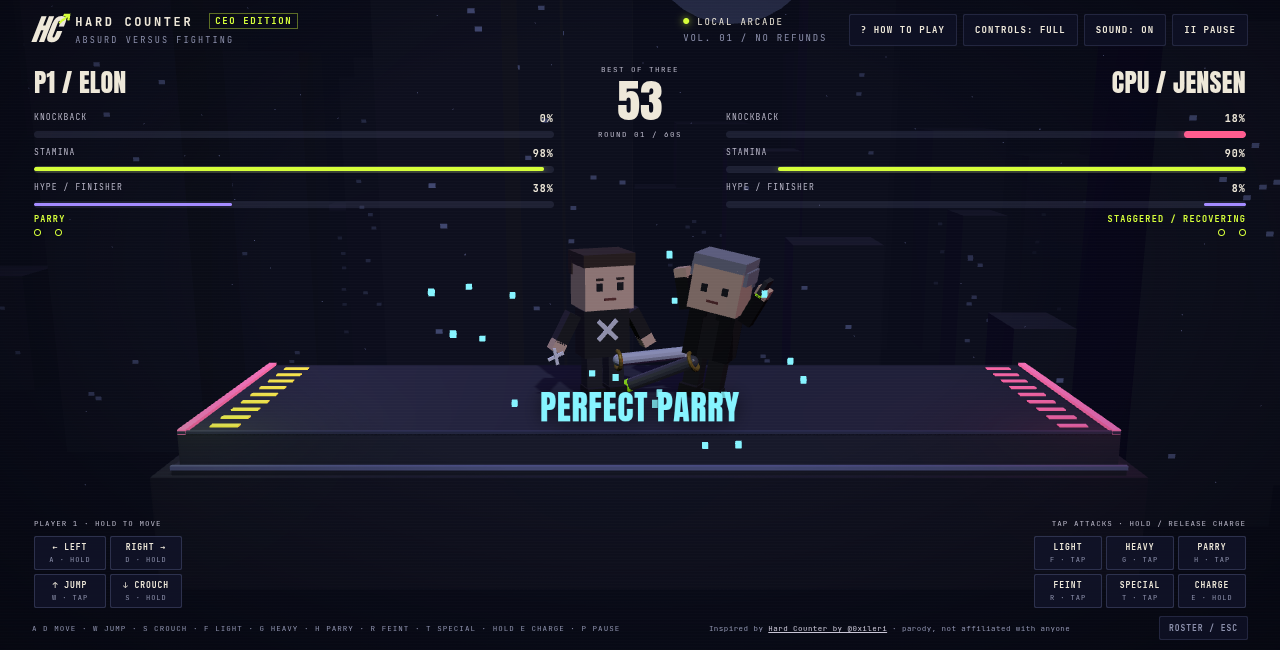 HC HARD COUNTER CEO EDITION
ABSURD VERSUS FIGHTING
LOCAL ARCADE
VOL. 01 / NO REFUNDS
? HOW TO PLAY
CONTROLS: FULL
SOUND: ON
II PAUSE
P1 / ELON
KNOCKBACK 0%
STAMINA 98%
HYPE / FINISHER 38%
PARRY
BEST OF THREE
53
ROUND 01 / 60S
CPU / JENSEN
KNOCKBACK 18%
STAMINA 90%
HYPE / FINISHER 8%
STAGGERED / RECOVERING
PERFECT PARRY
PLAYER 1 · HOLD TO MOVE
← LEFT
A · HOLD
RIGHT →
D · HOLD
↑ JUMP
W · TAP
↓ CROUCH
S · HOLD
TAP ATTACKS · HOLD / RELEASE CHARGE
LIGHT
F · TAP
HEAVY
G · TAP
PARRY
H · TAP
FEINT
R · TAP
SPECIAL
T · TAP
CHARGE
E · HOLD
A D MOVE · W JUMP · S CROUCH · F LIGHT · G HEAVY · H PARRY · R FEINT · T SPECIAL · HOLD E CHARGE · P PAUSE
Inspired by Hard Counter by @0xileri · parody, not affiliated with anyone
ROSTER / ESC